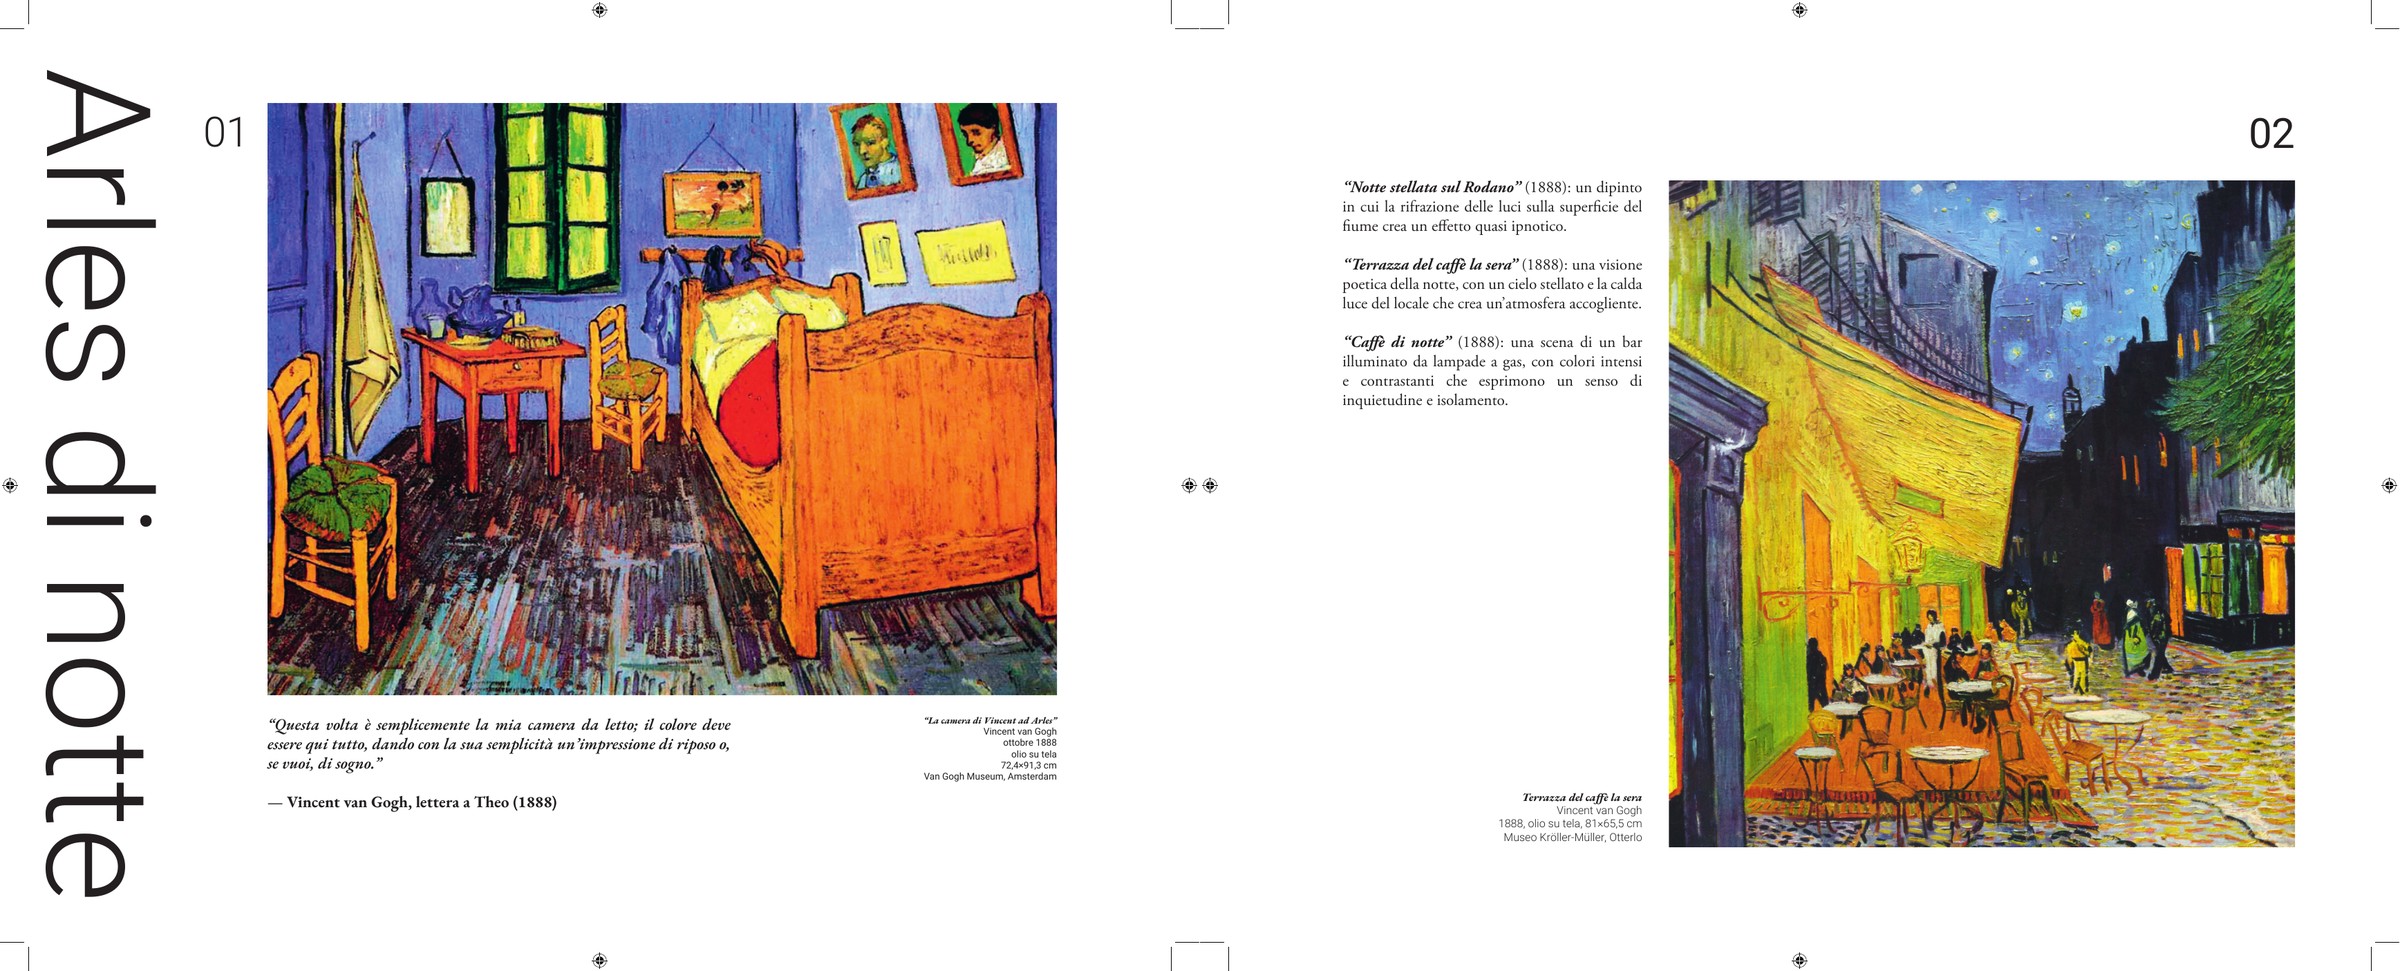 Arles di notte
01
“Questa volta è semplicemente la mia camera da letto; il colore deve
essere qui tutto, dando con la sua semplicità un’impressione di riposo o,
se vuoi, di sogno.”
— Vincent van Gogh, lettera a Theo (1888)
“La camera di Vincent ad Arles”
Vincent van Gogh
ottobre 1888
olio su tela
72,4×91,3 cm
Van Gogh Museum, Amsterdam
02
“Notte stellata sul Rodano” (1888): un dipinto
in cui la rifrazione delle luci sulla superficie del
fiume crea un effetto quasi ipnotico.
“Terrazza del caffè la sera” (1888): una visione
poetica della notte, con un cielo stellato e la calda
luce del locale che crea un’atmosfera accogliente.
“Caffè di notte” (1888): una scena di un bar
illuminato da lampade a gas, con colori intensi
e contrastanti che esprimono un senso di
inquietudine e isolamento.
Terrazza del caffè la sera
Vincent van Gogh
1888, olio su tela, 81×65,5 cm
Museo Kröller-Müller, Otterlo